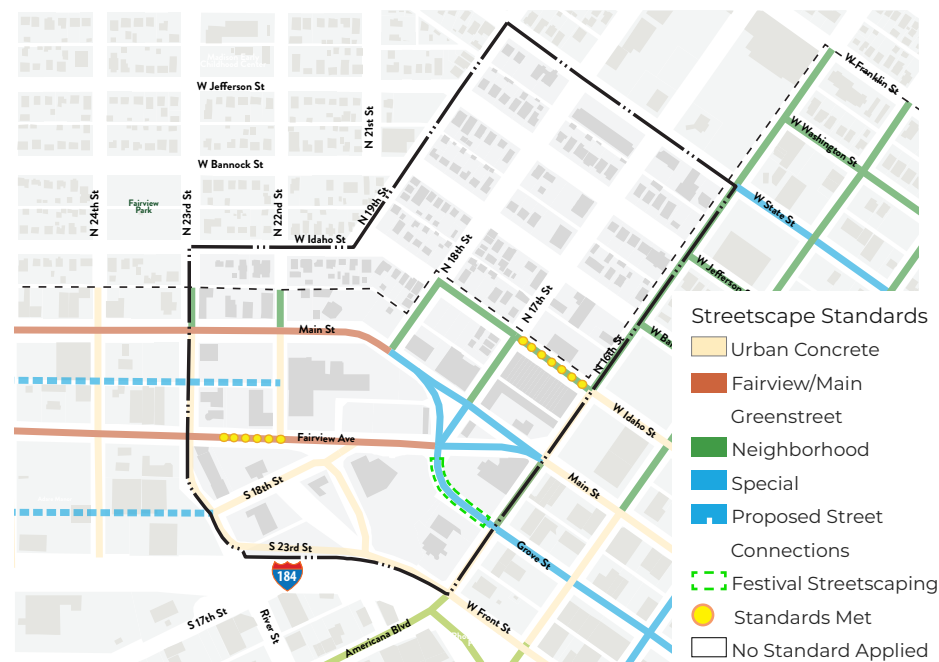 W Jefferson St
N 21st St
W Bannock St
N 24th St
Fairview
Park
N 23rd St
N 22nd St
N 19th St
W Idaho St
N 18th St
N 17th St
N 16th St
W Franklin St
W Washington St
W State St
W Jefferson
W Ba
Main St
Fairview Ave
W Idaho St
Main St
S 18th St
S 23rd St
184
Grove St
W Front St
S 17th St
River St
Americana Blvd
Streetscape Standards
Urban Concrete
Fairview/Main
Greenstreet
Neighborhood
Special
Proposed Street
Connections
Festival Streetscaping
Standards Met
No Standard Applied